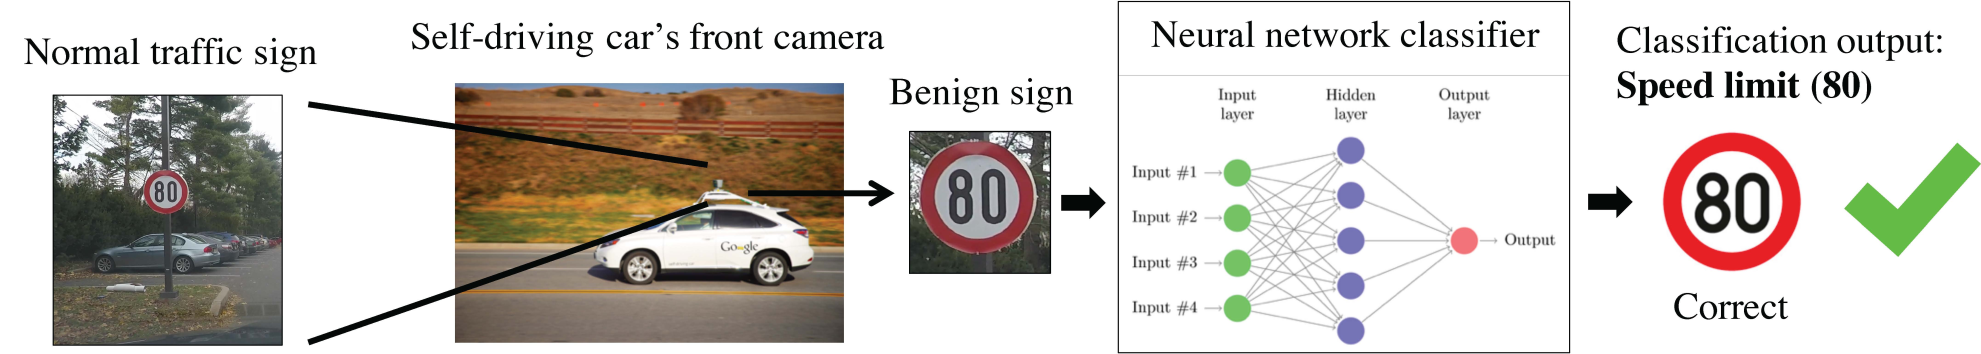 Normal traffic sign
80
Self-driving car's front camera
Google
Benign sign
80
Neural network classifier
Input
layer
Hidden
layer
Output
layer
Input #1
Input #2
Input #3
Input #4
Output
Classification output:
Speed limit (80)
80
Correct